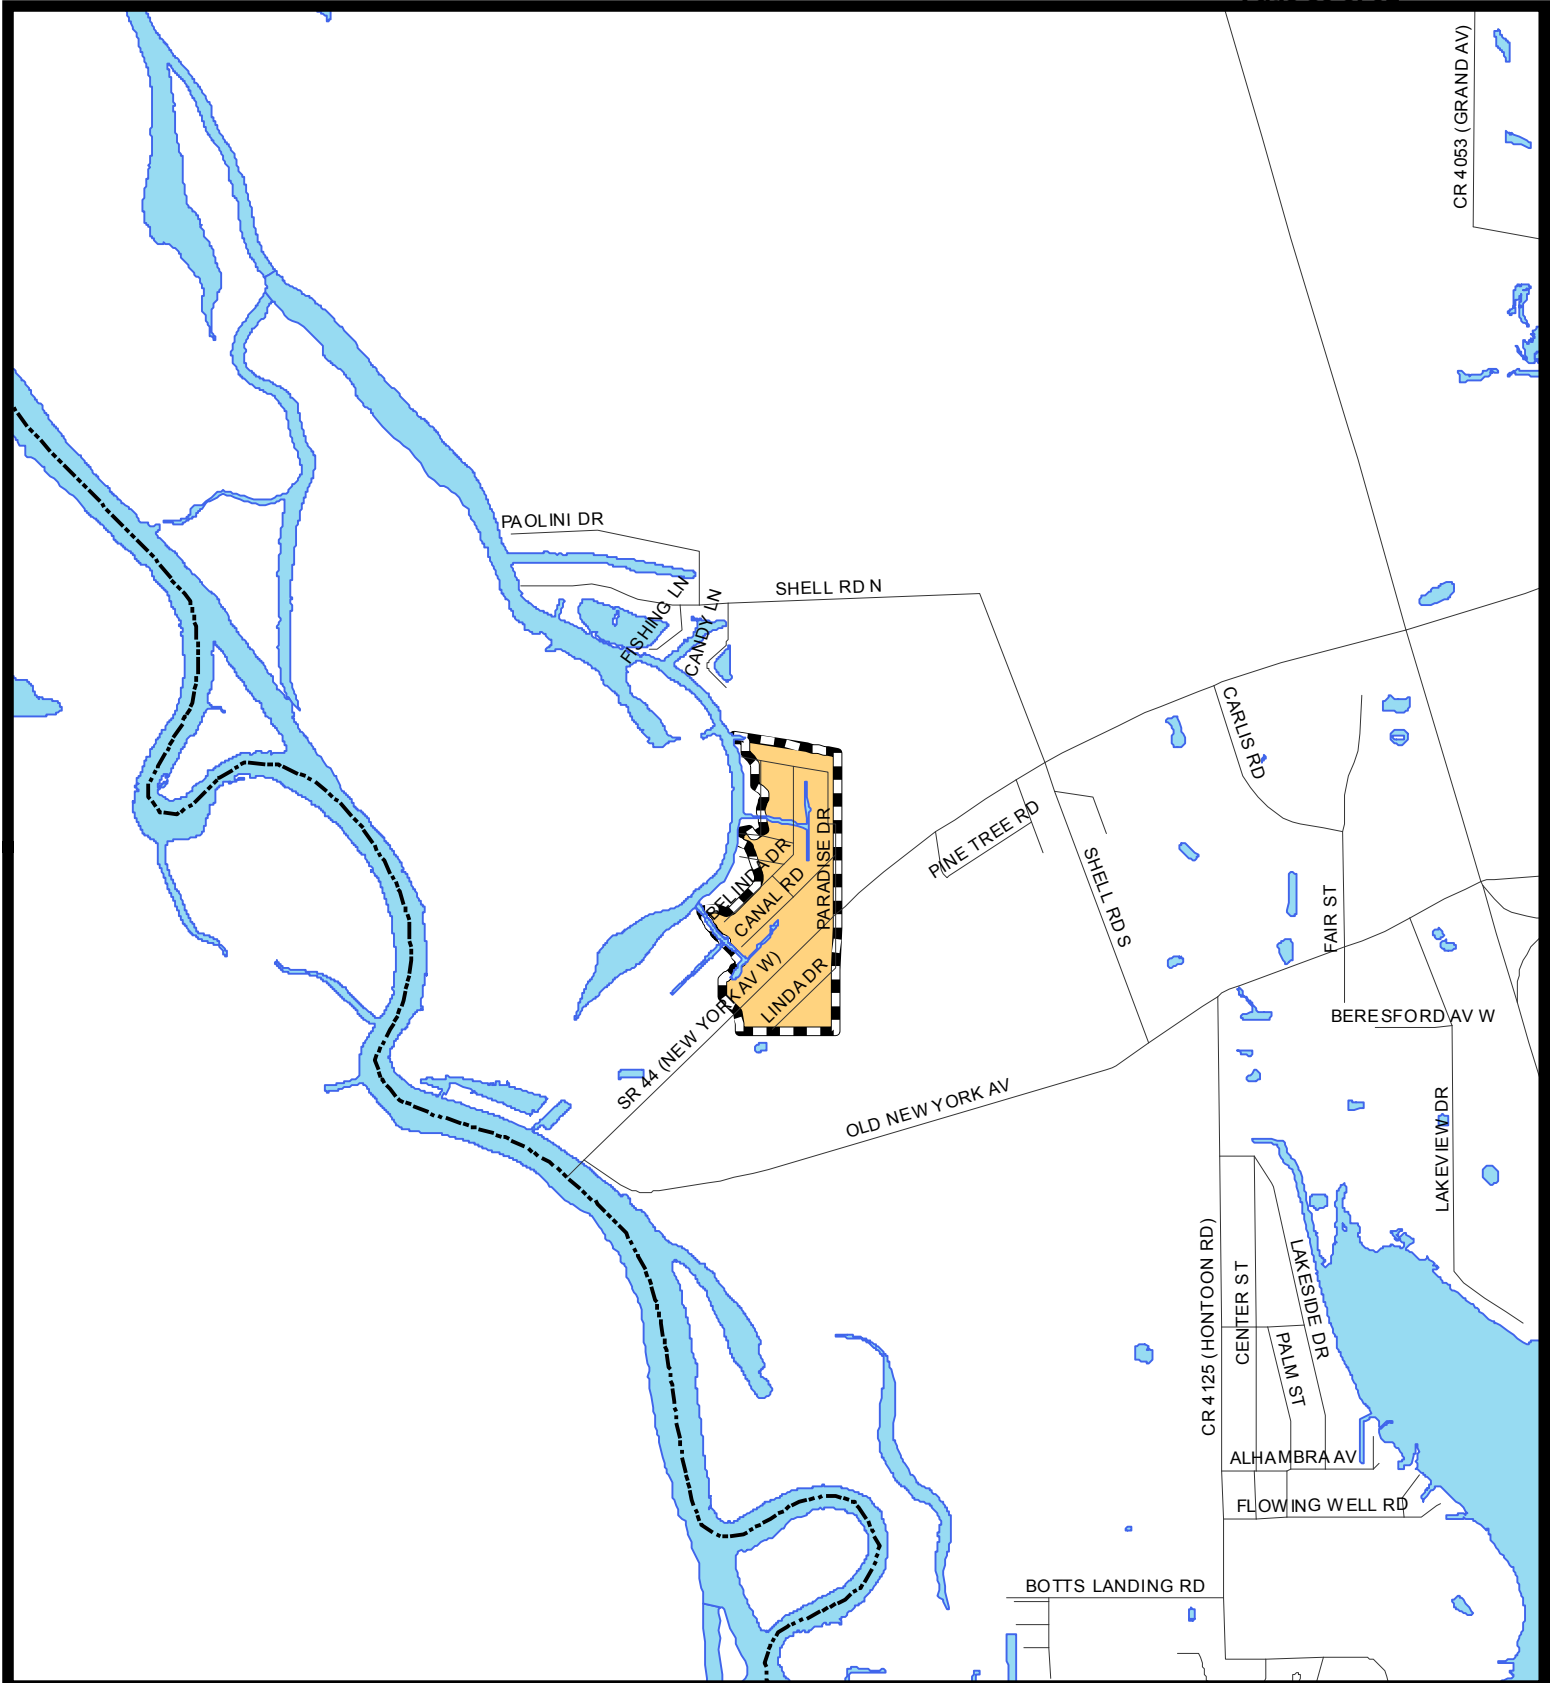 CR 4053 (GRAND AV)
PAOLINI DR
SHELL RD N
FISHING LN
CANDY LN
CARLIS RD
PINE TREE RD
PARADISE DR
BELINDA DR
CANAL RD
SHELL RD S
FAIR ST
LINDA DR
SR 44 (NEW YORK AV W)
BERESFORD AV W
OLD NEW YORK AV
LAKEVIEW DR
CR 4125 (HONTOON RD)
CENTER ST
LAKESIDE DR
PALM ST
ALHAMBRA AV
FLOWING WELL RD
BOTTS LANDING RD